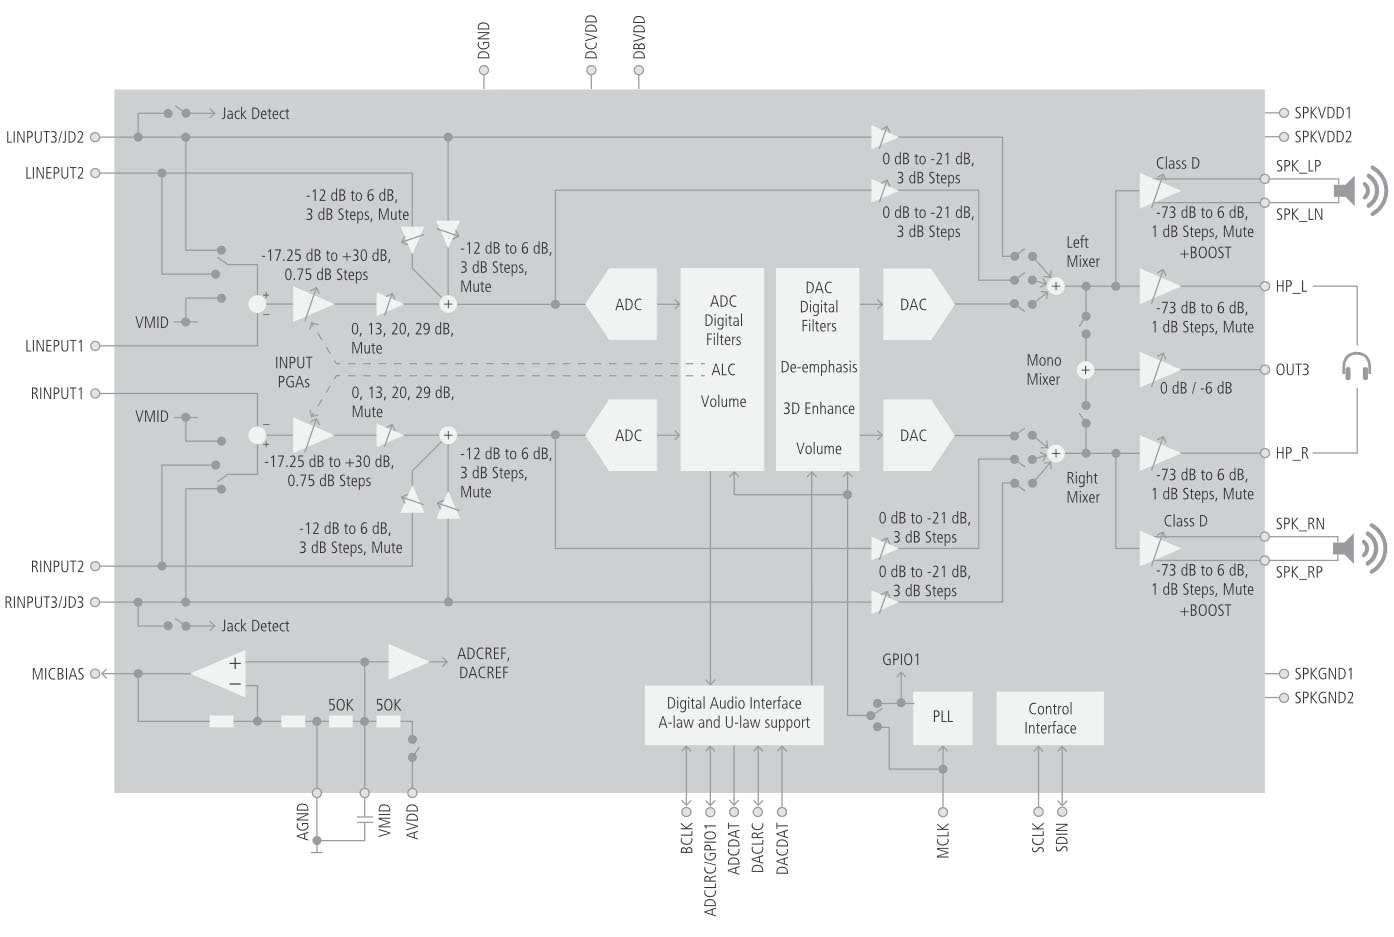 DGND
DCVDD
DBVDD
Jack Detect
LINPUT3/JD2
LINEPUT2
-12 dB to 6 dB,
3 dB Steps, Mute
-17.25 dB to +30 dB,
0.75 dB Steps
-12 dB to 6 dB,
3 dB Steps,
Mute
+
−
+
VMID
0, 13, 20, 29 dB,
Mute
LINEPUT1
INPUT
PGAs
RINPUT1
0, 13, 20, 29 dB,
Mute
VMID
−
+
+
-17.25 dB to +30 dB,
0.75 dB Steps
-12 dB to 6 dB,
3 dB Steps,
Mute
-12 dB to 6 dB,
3 dB Steps, Mute
RINPUT2
RINPUT3/JD3
Jack Detect
ADC
ADC
ADC
Digital
Filters
ALC
Volume
DAC
Digital
Filters
De-emphasis
3D Enhance
Volume
DAC
DAC
0 dB to -21 dB,
3 dB Steps
0 dB to -21 dB,
3 dB Steps
0 dB to -21 dB,
3 dB Steps
0 dB to -21 dB,
3 dB Steps
Left
Mixer
+
Mono
Mixer
+
+
Right
Mixer
SPKVDD1
SPKVDD2
Class D
SPK_LP
SPK_LN
-73 dB to 6 dB,
1 dB Steps, Mute
+BOOST
HP_L
-73 dB to 6 dB,
1 dB Steps, Mute
OUT3
0 dB / -6 dB
HP_R
-73 dB to 6 dB,
1 dB Steps, Mute
Class D
SPK_RN
SPK_RP
-73 dB to 6 dB,
1 dB Steps, Mute
+BOOST
SPKGND1
SPKGND2
MICBIAS
+
−
ADCREF,
DACREF
50K
50K
AGND
VMID
AVDD
Digital Audio Interface
A-law and U-law support
GPIO1
PLL
Control
Interface
BCLK
ADCLRC/GPIO1
ADCDAT
DACLRC
DACDAT
MCLK
SCLK
SDIN